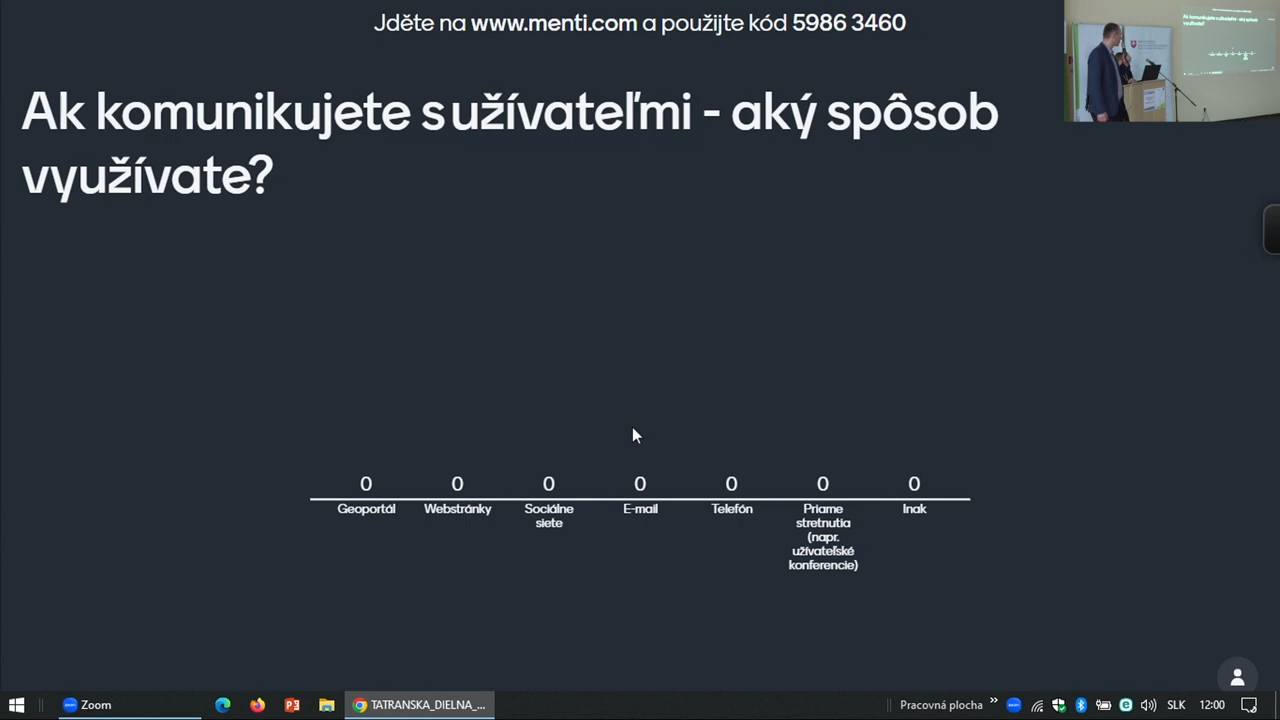 Jděte na www.menti.com a použijte kód 5986 3460
Ak komunikujete s užívateľmi - aký spôsob
využívate?
0 0 0 0 0 0 0
Geoportál
Webstránky
Sociálne
siete
E-mail
Telefón
Priame
stretnutia
(napr.
užívateľské
konferencie)
Inak
Zoom
TATRANSKA_DIELNA_...
Pracovná plocha
SLK
12:00